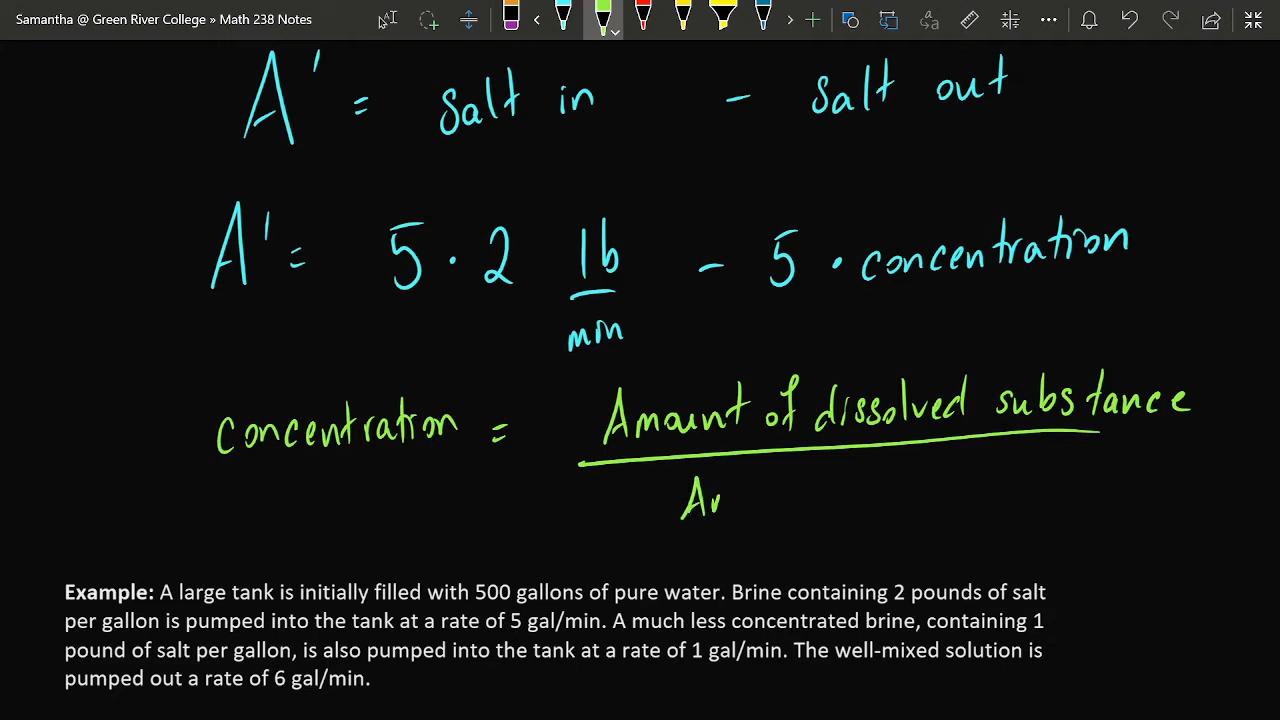 Samantha @ Green River College » Math 238 Notes
A' = salt in - salt out
A' = 5 · 2 lb/min - 5 · concentration
concentration = Amount of dissolved substance
Example: A large tank is initially filled with 500 gallons of pure water. Brine containing 2 pounds of salt
per gallon is pumped into the tank at a rate of 5 gal/min. A much less concentrated brine, containing 1
pound of salt per gallon, is also pumped into the tank at a rate of 1 gal/min. The well-mixed solution is
pumped out a rate of 6 gal/min.